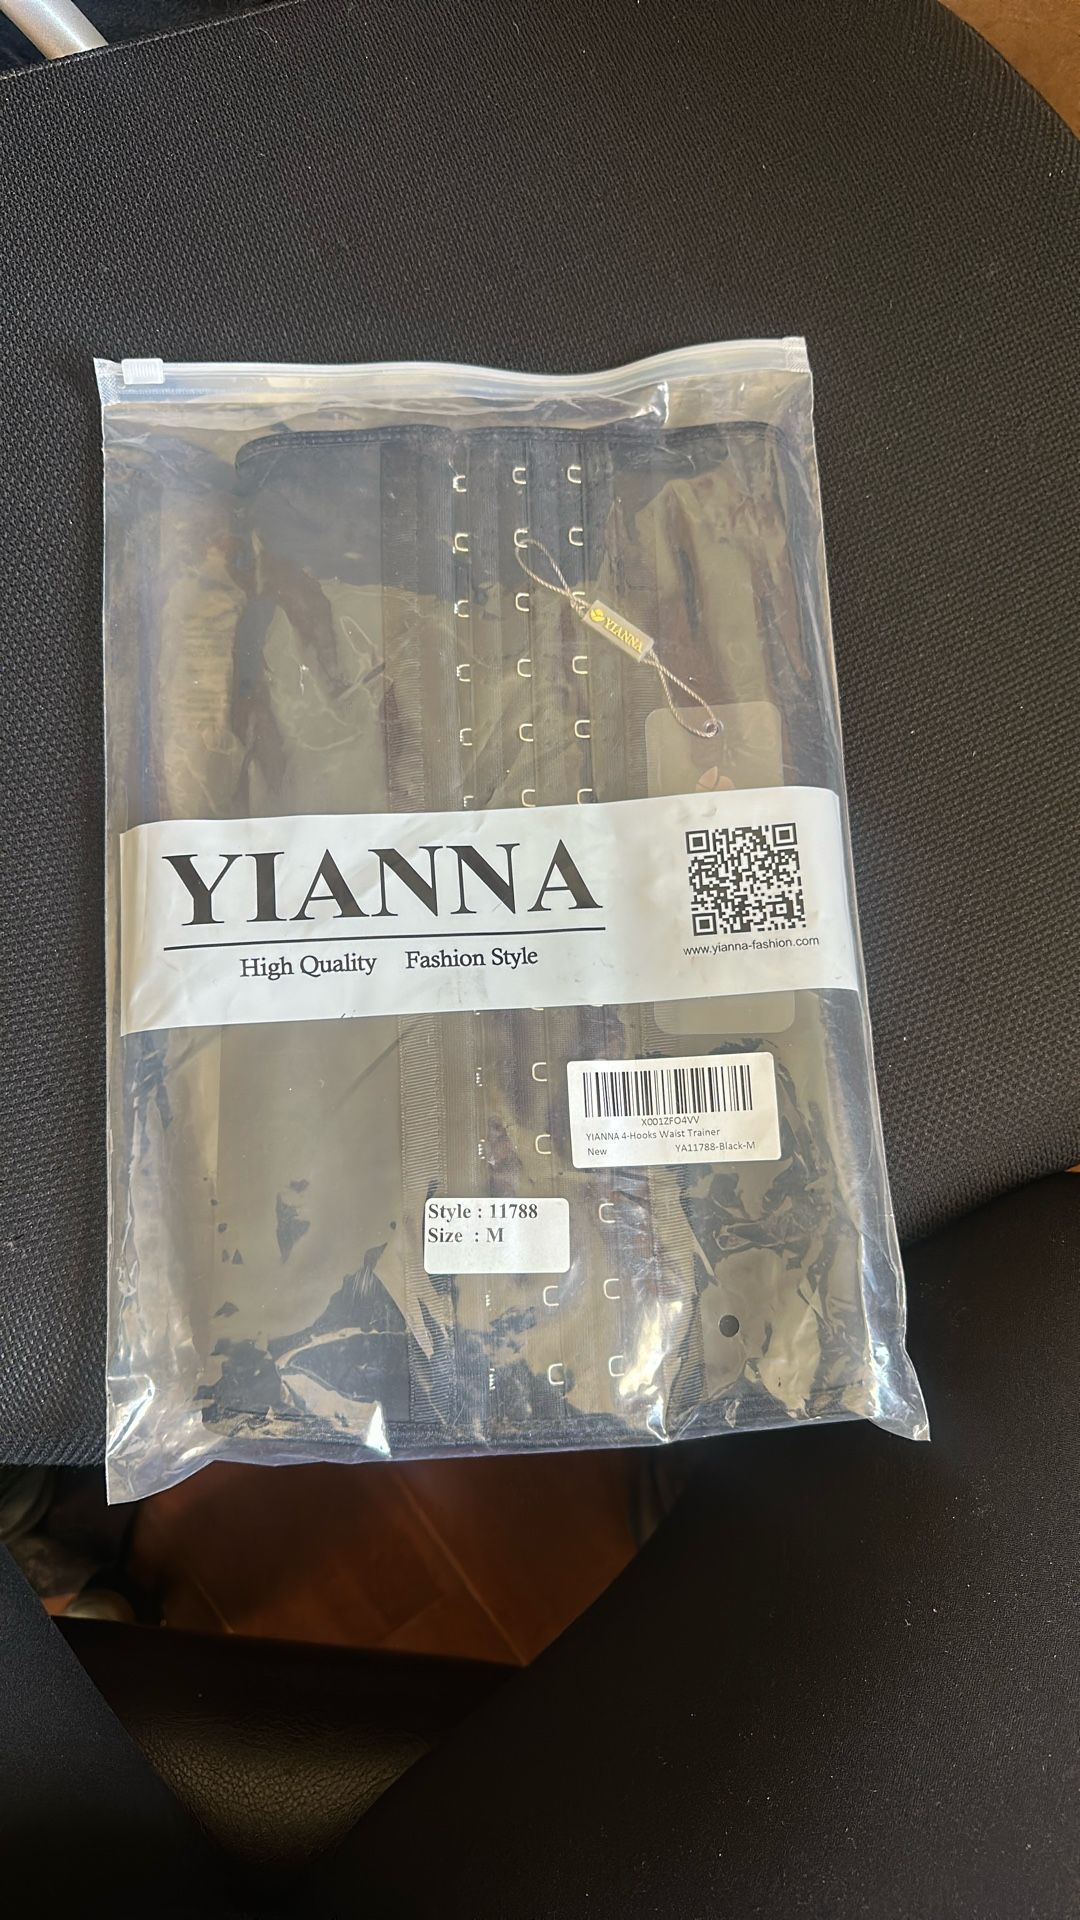 YIANNA
YIANNA
High Quality Fashion Style
www.yianna-fashion.com
X001ZFO4VV
YIANNA 4-Hooks Waist Trainer
New YA11788-Black-M
Style : 11788
Size : M